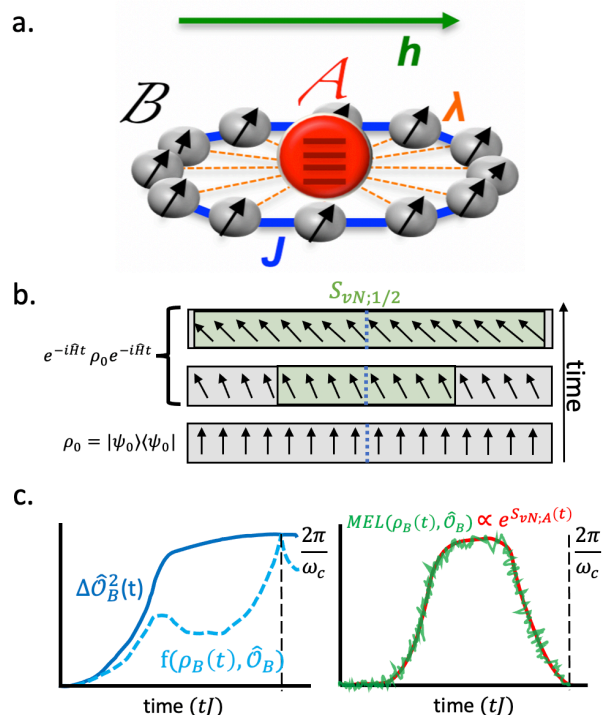 a.
h
A
B
λ
J
b.
S_{vN;1/2}
e^{-iĤt} ρ_0 e^{-iĤt}
ρ_0 = |ψ_0⟩⟨ψ_0|
time
c.
ΔÔ_B^2(t)
f(ρ_B(t), Ô_B)
2π
ω_c
time (tJ)
MEL(ρ_B(t), Ô_B) ∝ e^{S_{vN;A}(t)}
2π
ω_c
time (tJ)